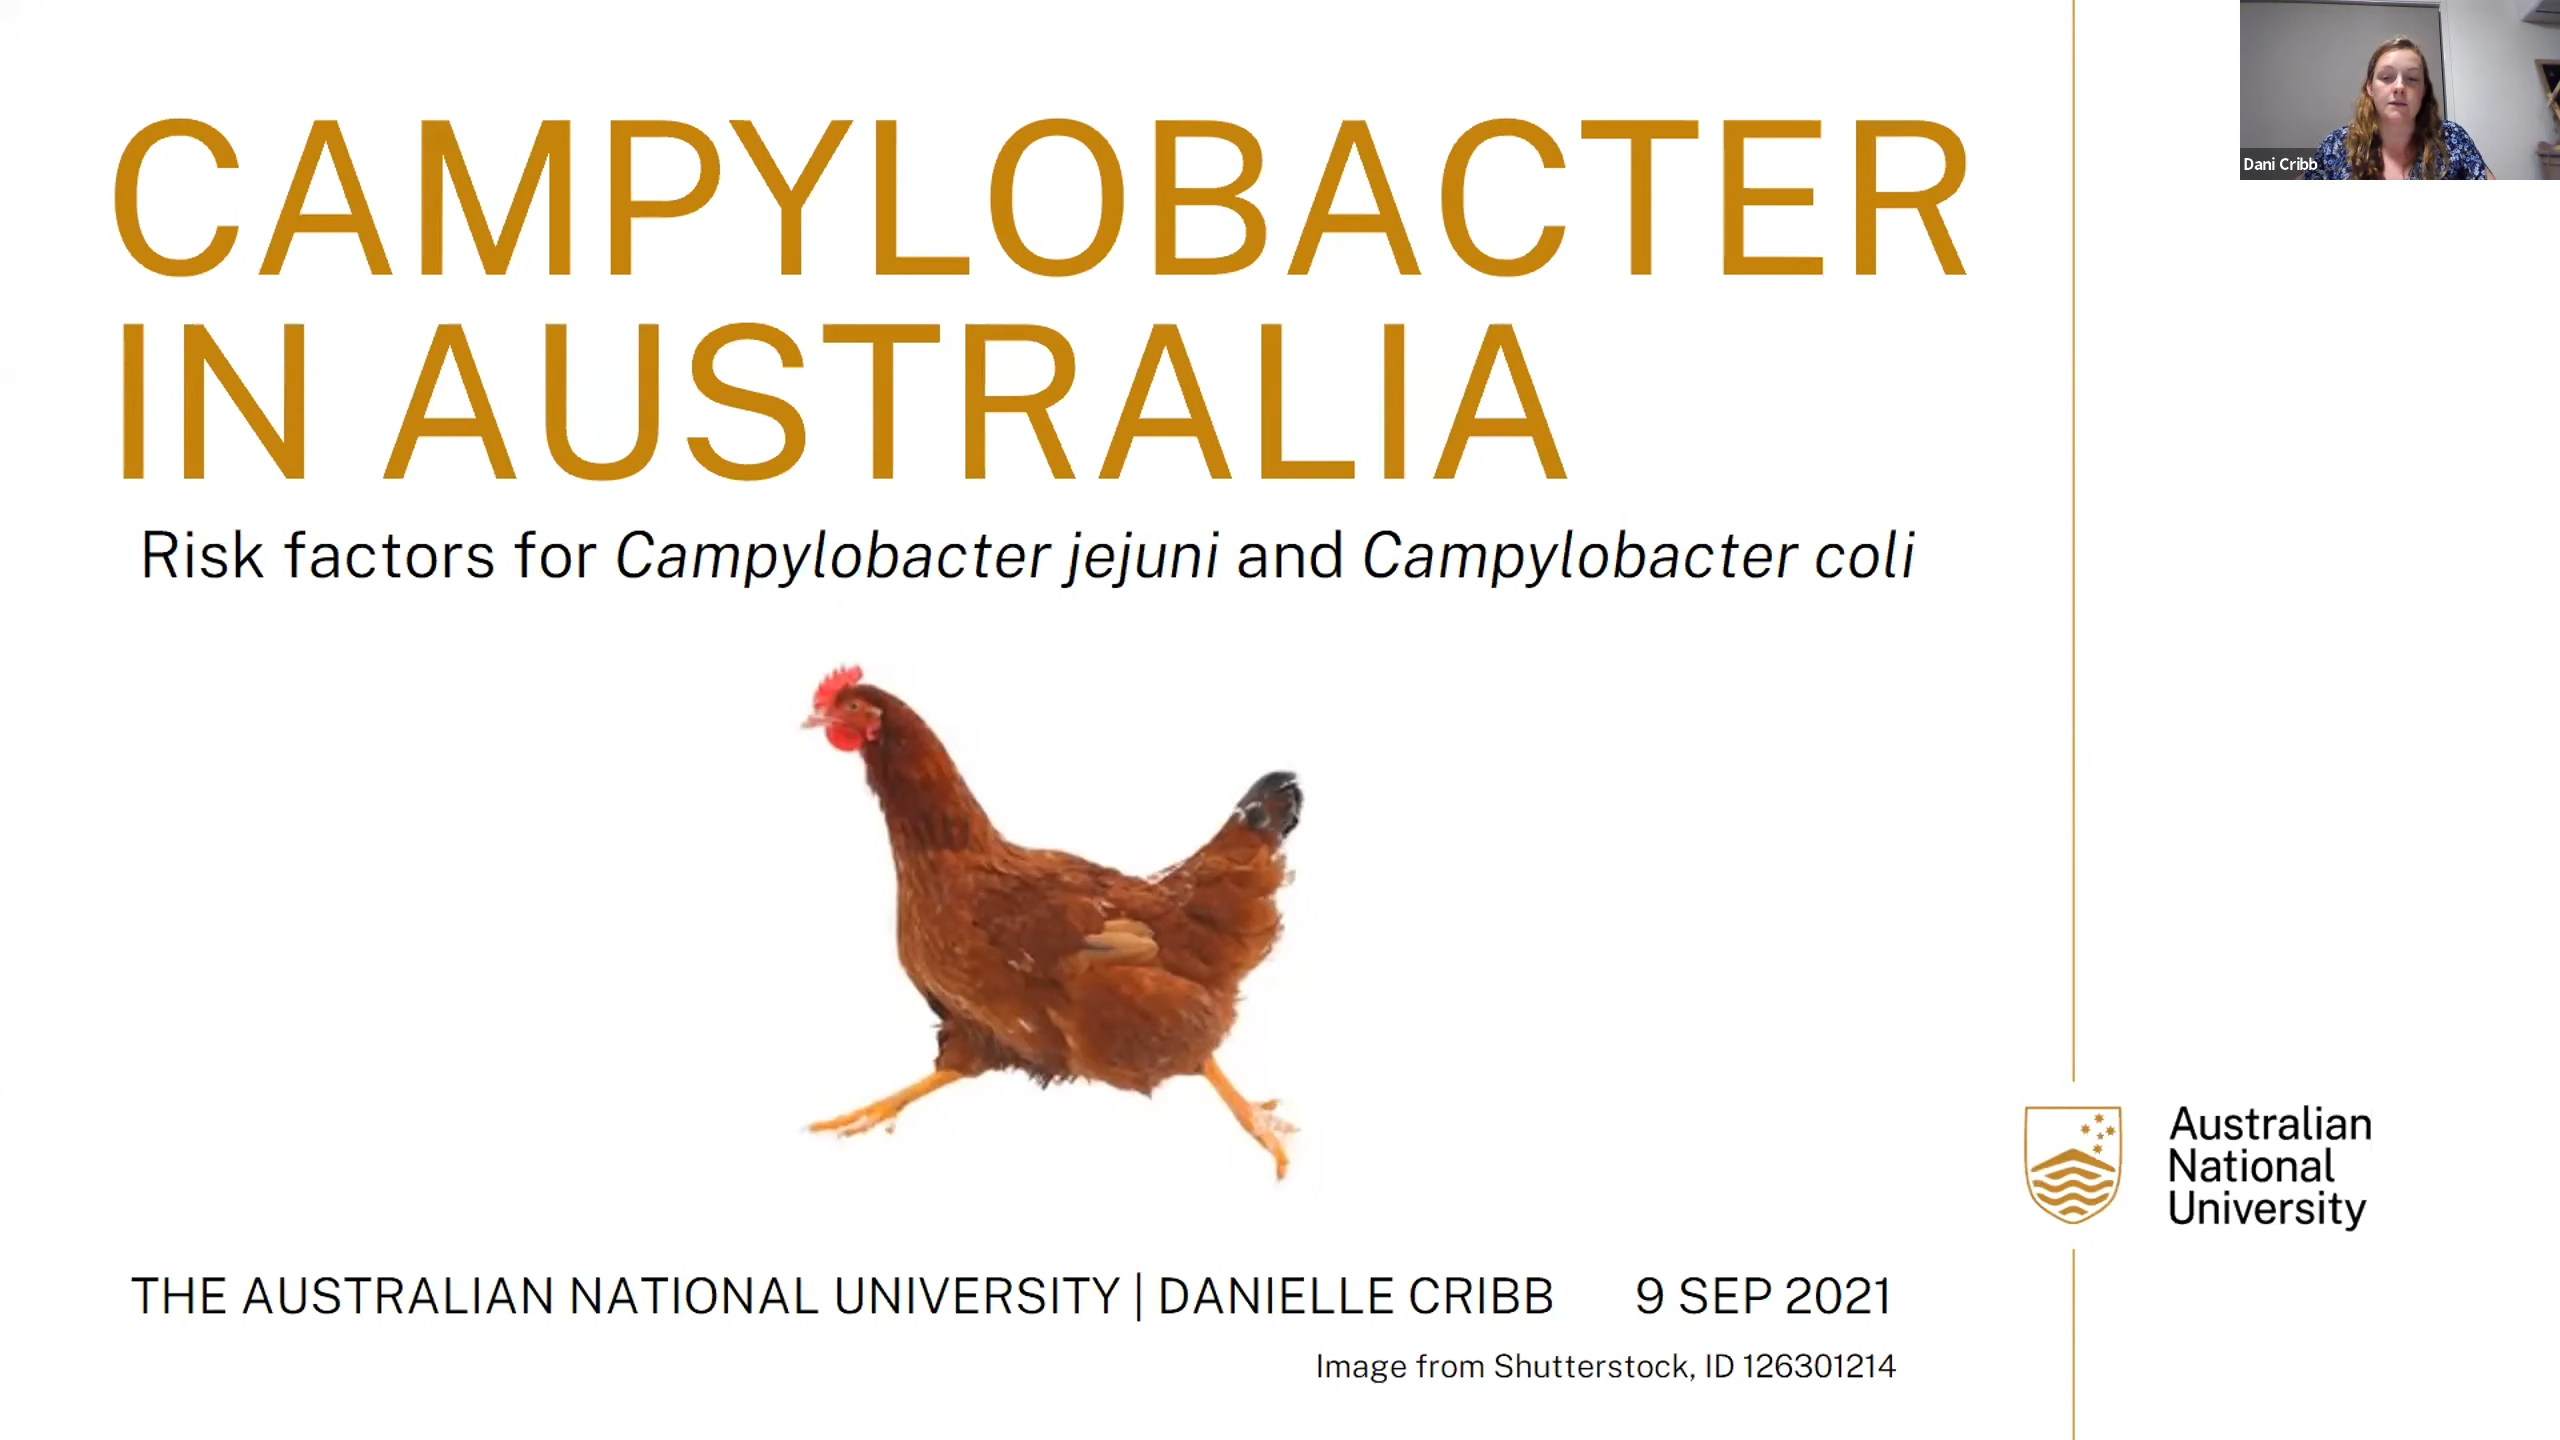 CAMPYLOBACTER
IN AUSTRALIA
Risk factors for Campylobacter jejuni and Campylobacter coli
Dani Cribb
Australian
National
University
THE AUSTRALIAN NATIONAL UNIVERSITY | DANIELLE CRIBB 9 SEP 2021
Image from Shutterstock, ID 126301214